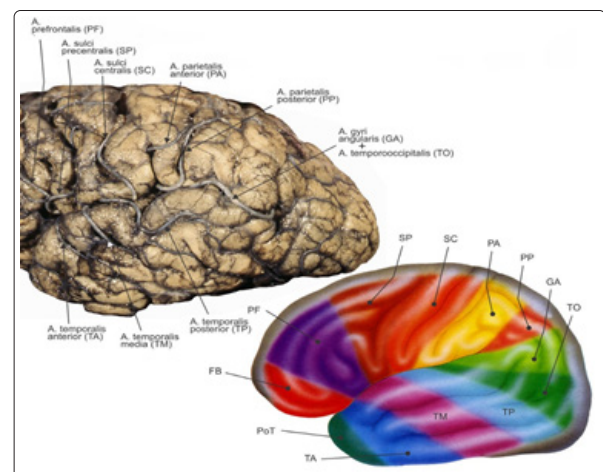 A.
prefrontalis (PF)
A. sulci
precentralis (SP)
A. sulci
centralis (SC)
A. parietalis
anterior (PA)
A. parietalis
posterior (PP)
A. gyri
angularis (GA)
+
A. temporooccipitalis (TO)
A. temporalis
anterior (TA)
A. temporalis
media (TM)
A. temporalis
posterior (TP)
SP
SC
PA
PP
GA
TO
PF
FB
TM
TP
PoT
TA